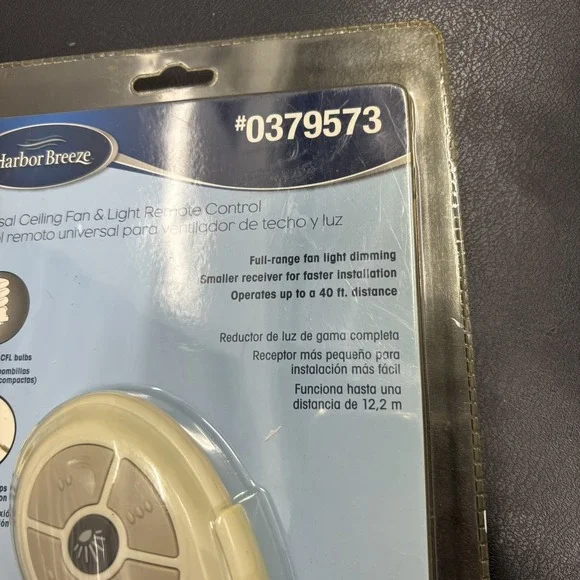 #0379573
Harbor Breeze
Ceiling Fan & Light Remote Control
remoto universal para ventilador de techo y luz
Full-range fan light dimming
Smaller receiver for faster installation
Operates up to a 40 ft. distance
Reductor de luz de gama completa
Receptor más pequeño para
instalación más fácil
Funciona hasta una
distancia de 12,2 m
CFL bulbs
compactas)